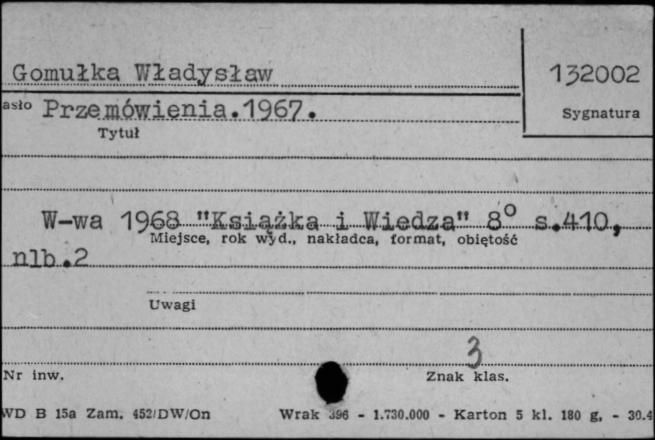 Gomułka Władysław
132002
asło Przemówienia.1967.
Sygnatura
Tytuł
W-wa 1968 "Książka i Wiedza" 8° s.410,
Miejsce, rok wyd., nakładca, format, objętość
nlb.2
Uwagi
3
Nr inw.
Znak klas.
WD B 15a Zam. 452/DW/On Wrak 396 - 1.730.000 - Karton 5 kl. 180 g, - 30.4